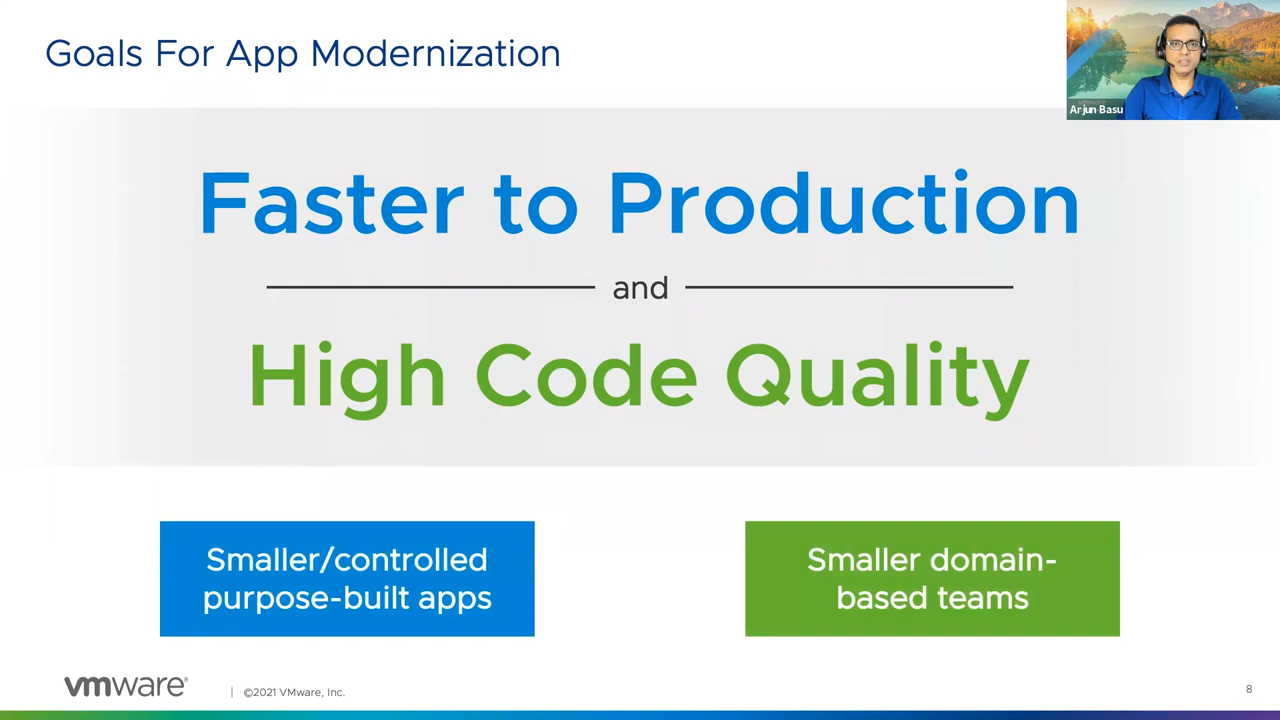 Goals For App Modernization
Arjun Basu
Faster to Production
and
High Code Quality
Smaller/controlled
purpose-built apps
Smaller domain-
based teams
vmware®
©2021 VMware, Inc.
8